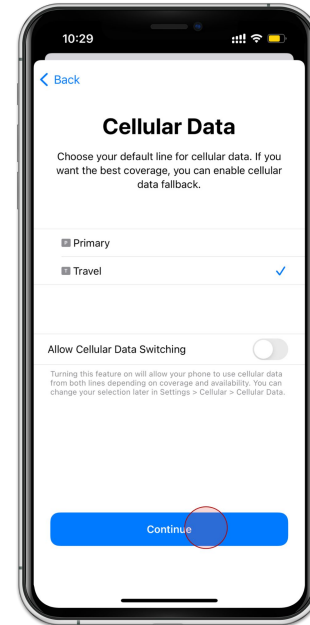 10:29
Back
Cellular Data
Choose your default line for cellular data. If you
want the best coverage, you can enable cellular
data fallback.
P Primary
T Travel
Allow Cellular Data Switching
Turning this feature on will allow your phone to use cellular data
from both lines depending on coverage and availability. You can
change your selection later in Settings > Cellular > Cellular Data.
Continue